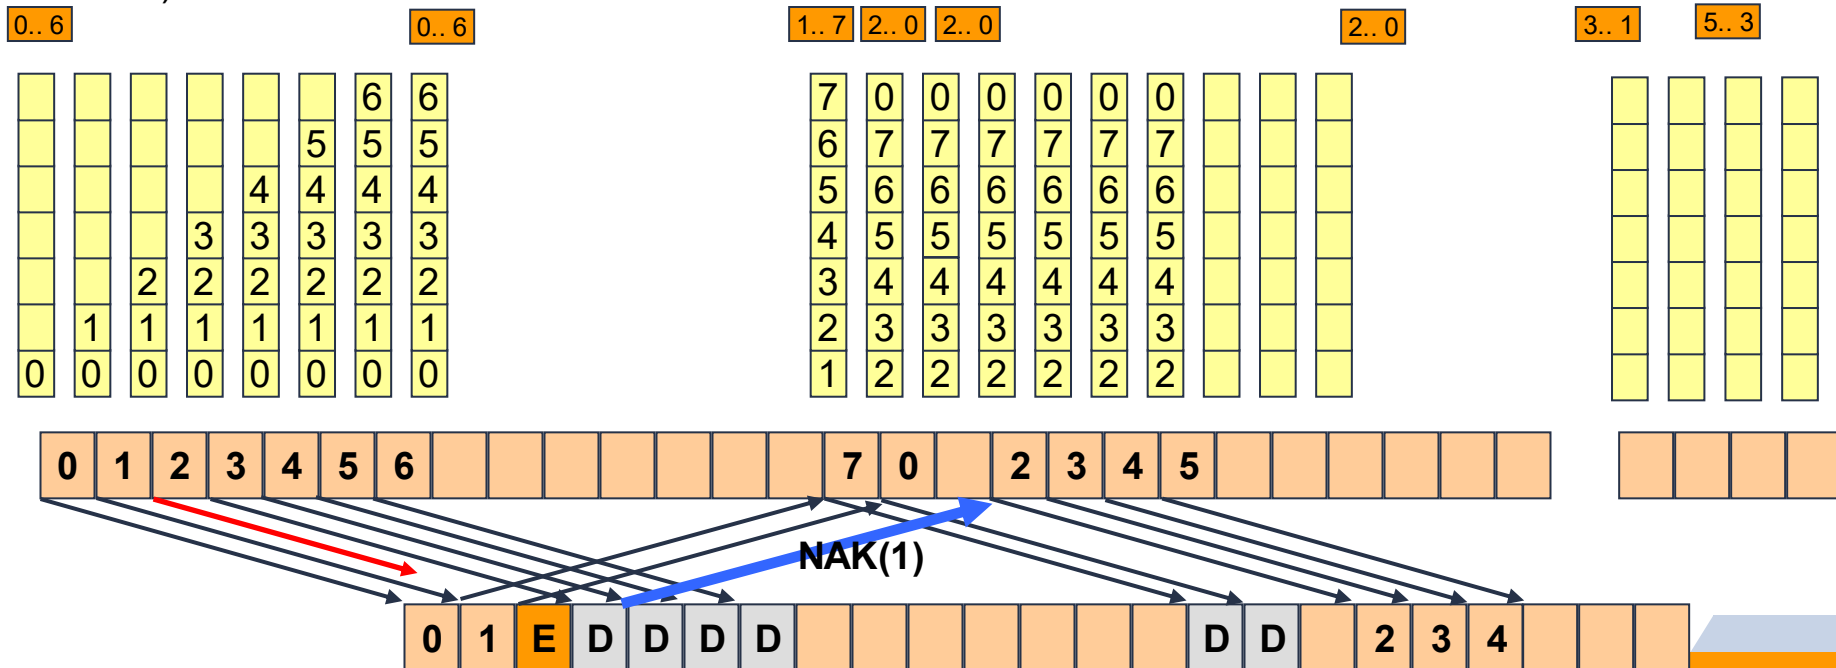 0.. 6 0.. 6 1.. 7 2.. 0 2.. 0 2.. 0 3.. 1 5.. 3
6 6 7 0 0 0 0 0 0
5 5 5 6 7 7 7 7 7 7
4 4 4 4 5 6 6 6 6 6 6
3 3 3 3 3 4 5 5 5 5 5 5
2 2 2 2 2 2 3 4 4 4 4 4 4
1 1 1 1 1 1 1 2 3 3 3 3 3 3
0 0 0 0 0 0 0 0 1 2 2 2 2 2 2
0 1 2 3 4 5 6 7 0 2 3 4 5
NAK(1)
0 1 E D D D D D D 2 3 4